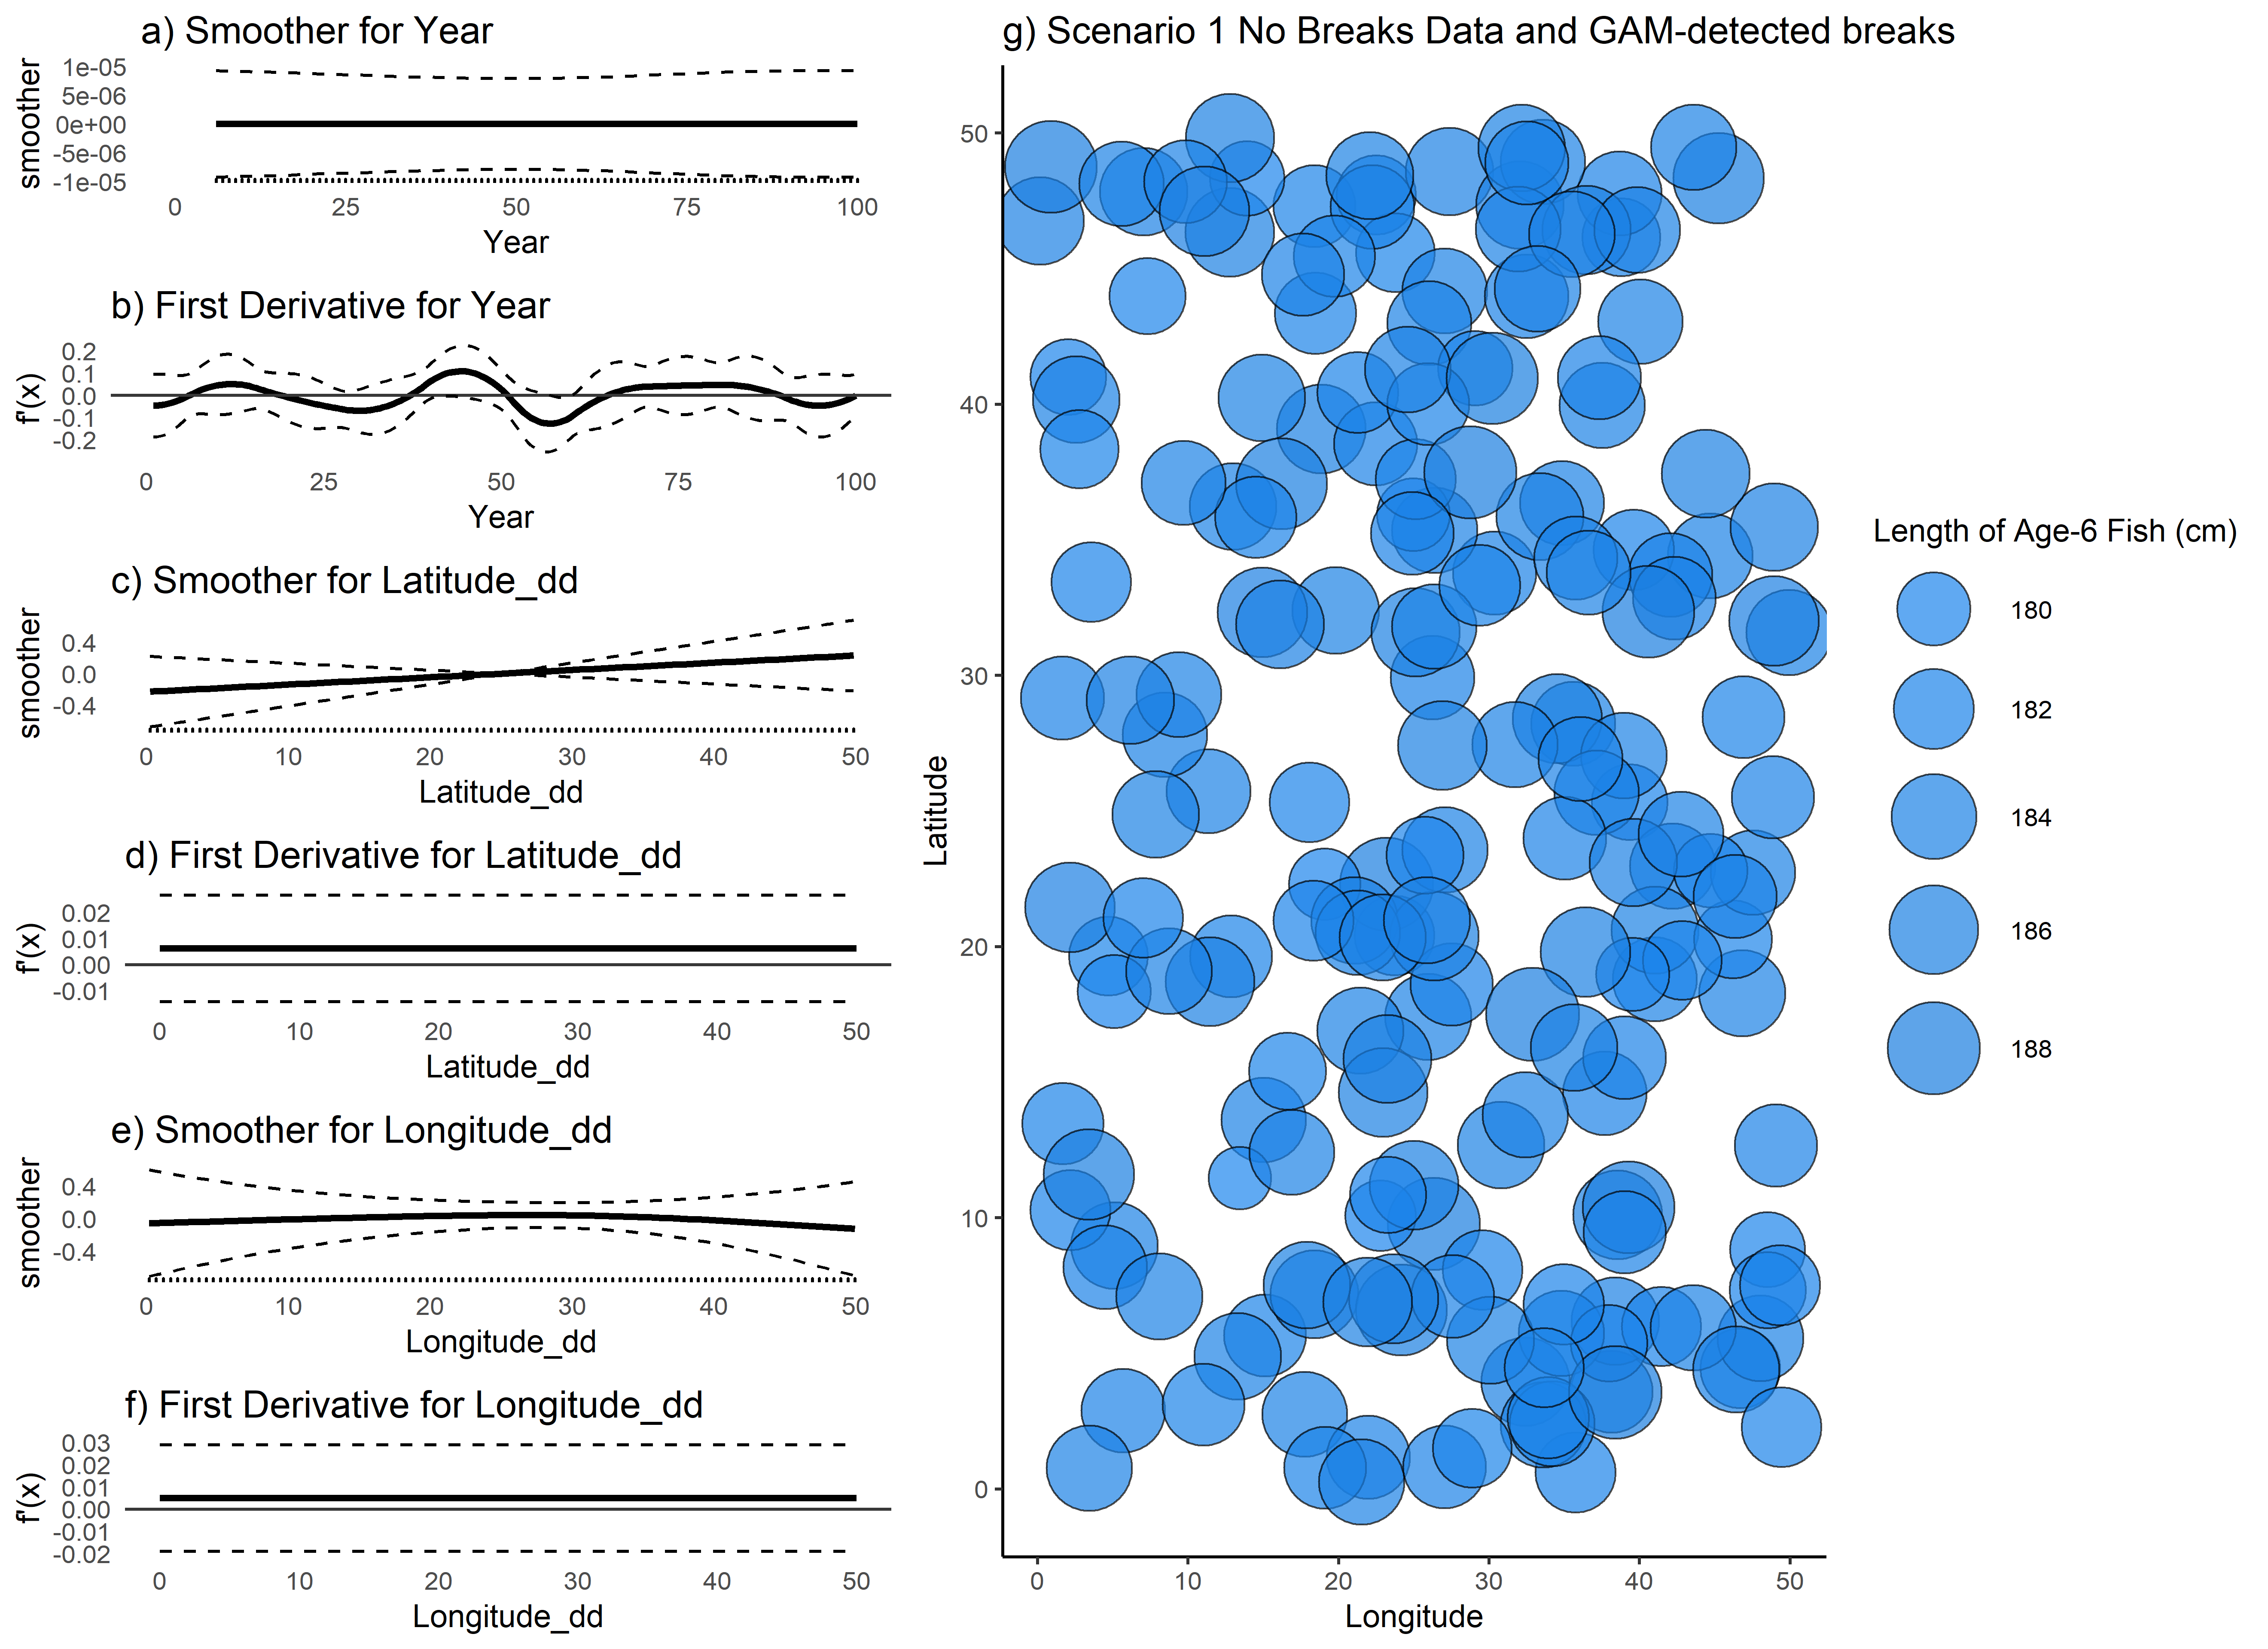 a) Smoother for Year
smoother
1e-05
5e-06
0e+00
-5e-06
-1e-05
0 25 50 75 100
Year
b) First Derivative for Year
f'(x)
0.2
0.1
0.0
-0.1
-0.2
0 25 50 75 100
Year
c) Smoother for Latitude_dd
smoother
0.4
0.0
-0.4
0 10 20 30 40 50
Latitude_dd
d) First Derivative for Latitude_dd
f'(x)
0.02
0.01
0.00
-0.01
0 10 20 30 40 50
Latitude_dd
e) Smoother for Longitude_dd
smoother
0.4
0.0
-0.4
0 10 20 30 40 50
Longitude_dd
f) First Derivative for Longitude_dd
f'(x)
0.03
0.02
0.01
0.00
-0.01
-0.02
0 10 20 30 40 50
Longitude_dd
g) Scenario 1 No Breaks Data and GAM-detected breaks
Latitude
50
40
30
20
10
0
0 10 20 30 40 50
Longitude
Length of Age-6 Fish (cm)
180
182
184
186
188